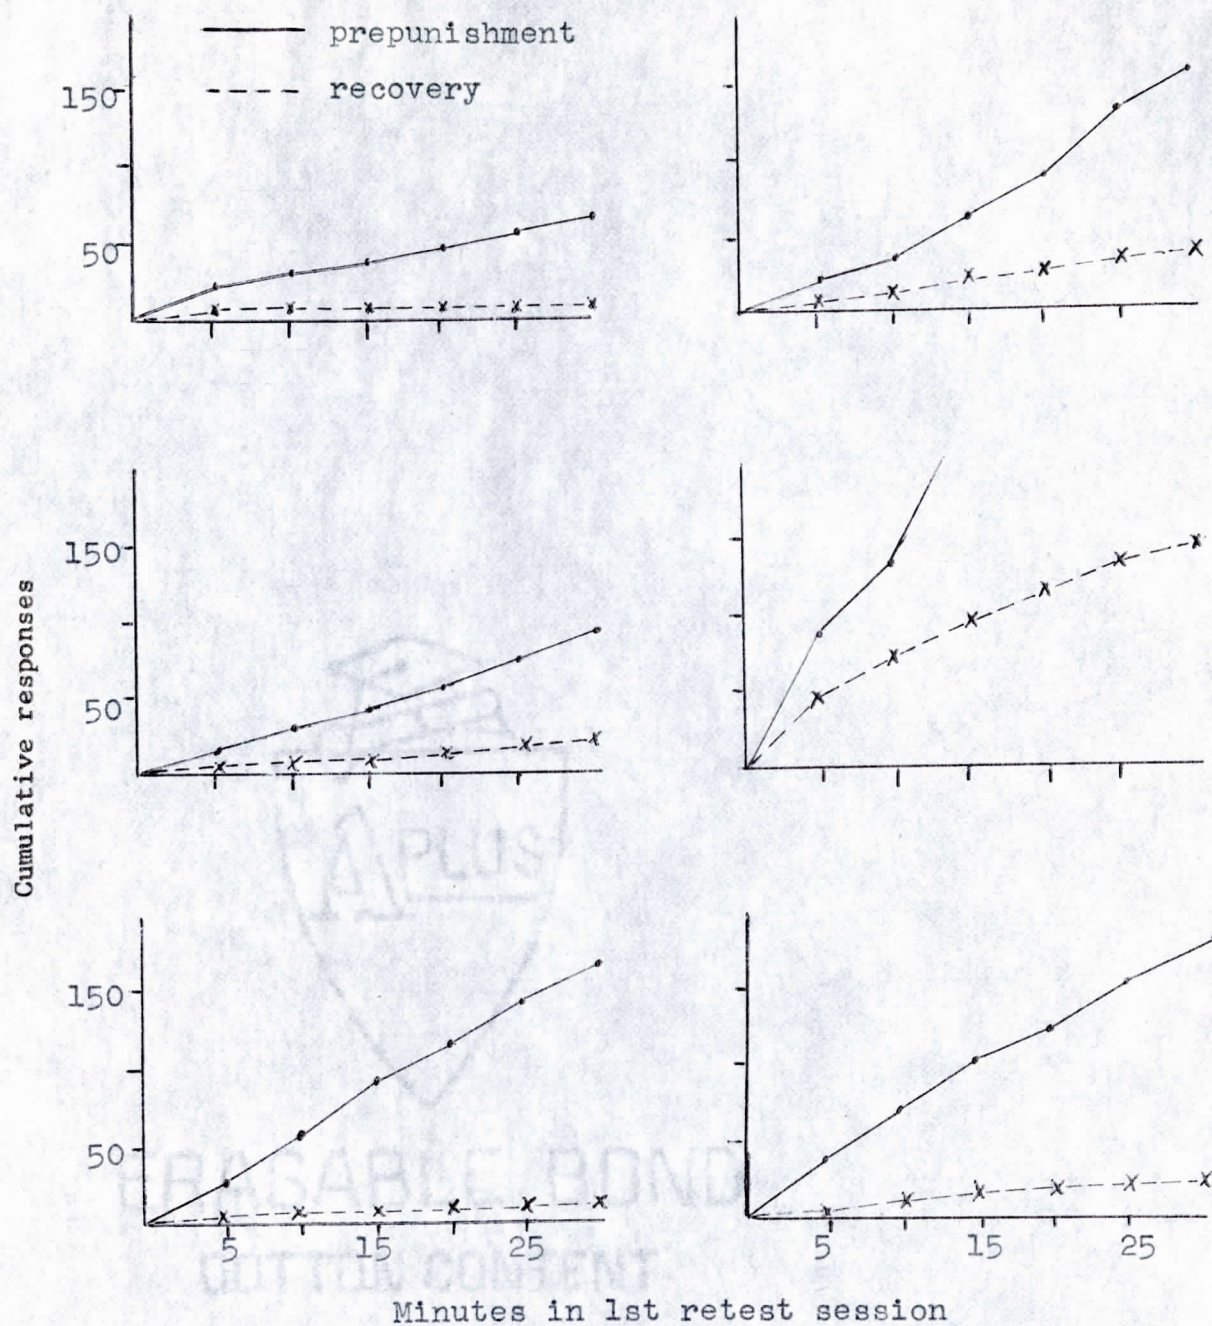 prepunishment
recovery
150
50
Cumulative responses
150
50
A PLUS
150
50
ERASABLE BOND
5 15 25
5 15 25
COTTON CONTENT
Minutes in 1st retest session